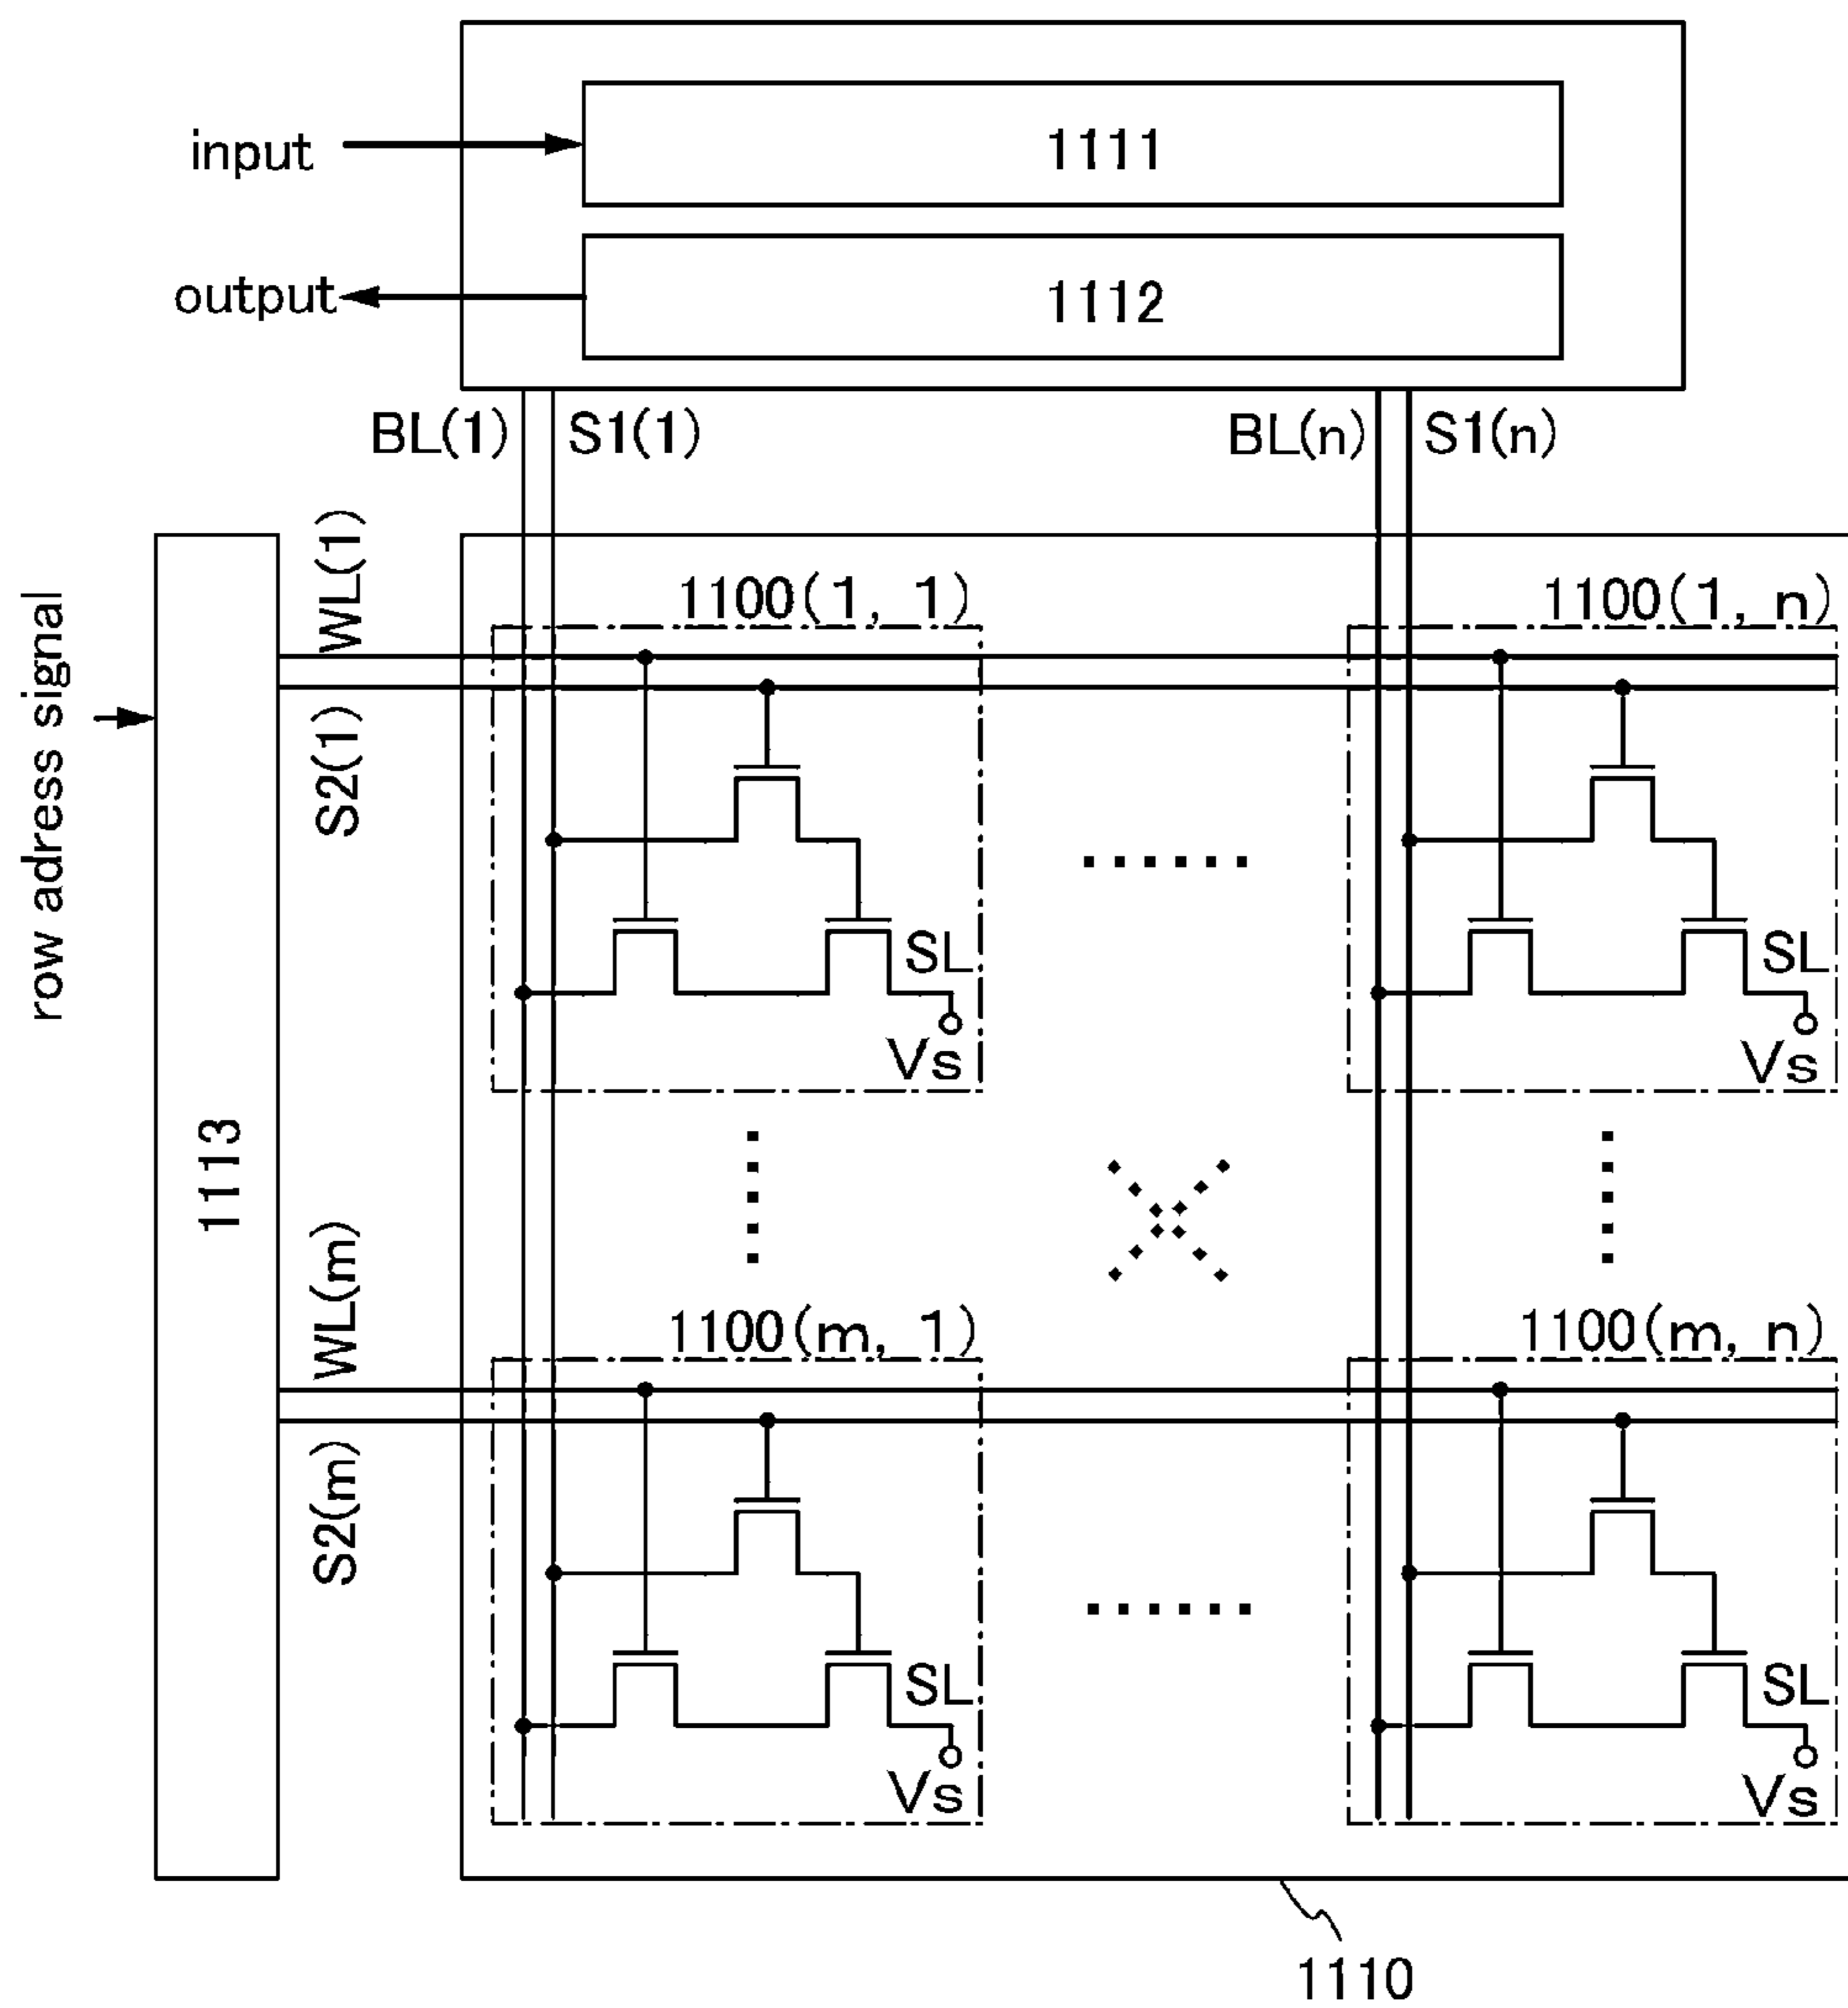 input
1111
output
1112
BL(1)
S1(1)
BL(n)
S1(n)
row adress signal
1113
WL(1)
S2(1)
1100(1, 1)
1100(1, n)
SL
Vs
SL
Vs
WL(m)
S2(m)
1100(m, 1)
1100(m, n)
SL
Vs
SL
Vs
1110